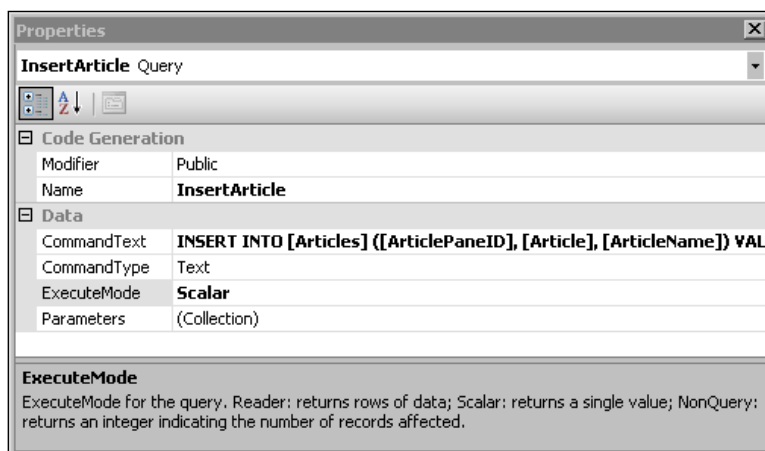 Properties
InsertArticle Query
Code Generation
Modifier Public
Name InsertArticle
Data
CommandText INSERT INTO [Articles] ([ArticlePaneID], [Article], [ArticleName]) VAL
CommandType Text
ExecuteMode Scalar
Parameters (Collection)
ExecuteMode
ExecuteMode for the query. Reader: returns rows of data; Scalar: returns a single value; NonQuery:
returns an integer indicating the number of records affected.